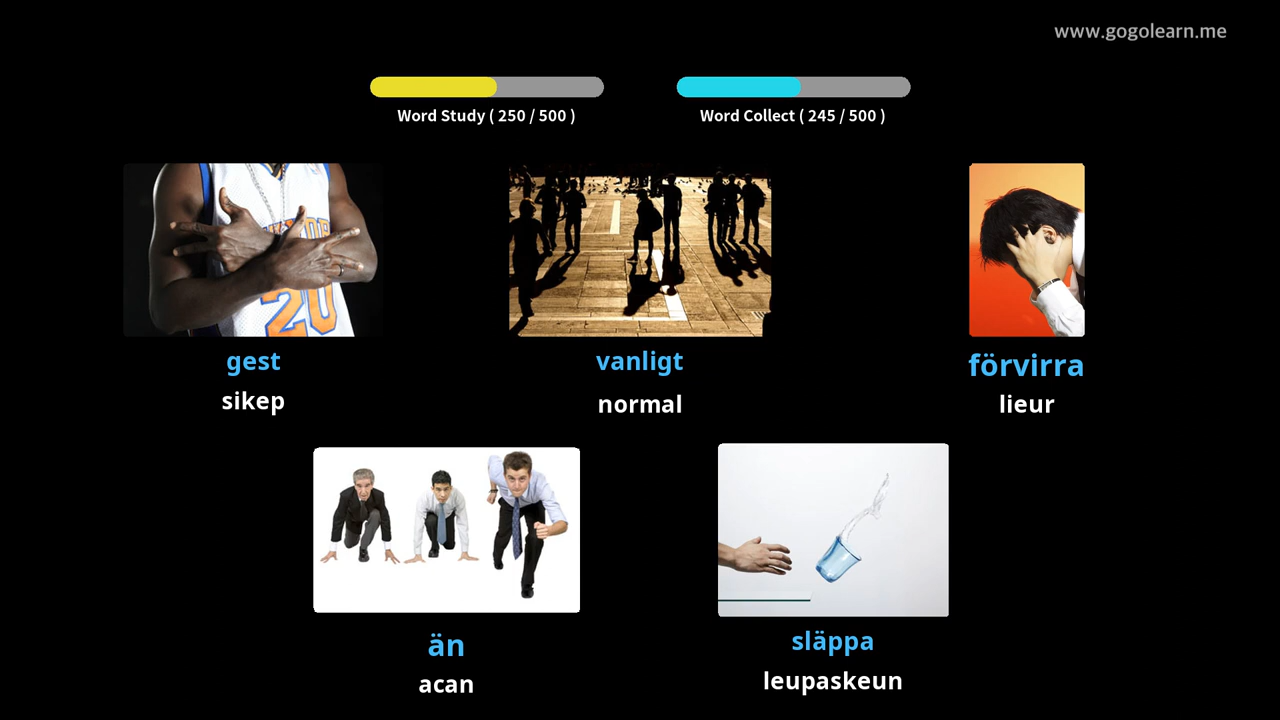 www.gogolearn.me
Word Study ( 250 / 500 )
Word Collect ( 245 / 500 )
20
gest
sikep
vanligt
normal
förvirra
lieur
än
acan
släppa
leupaskeun